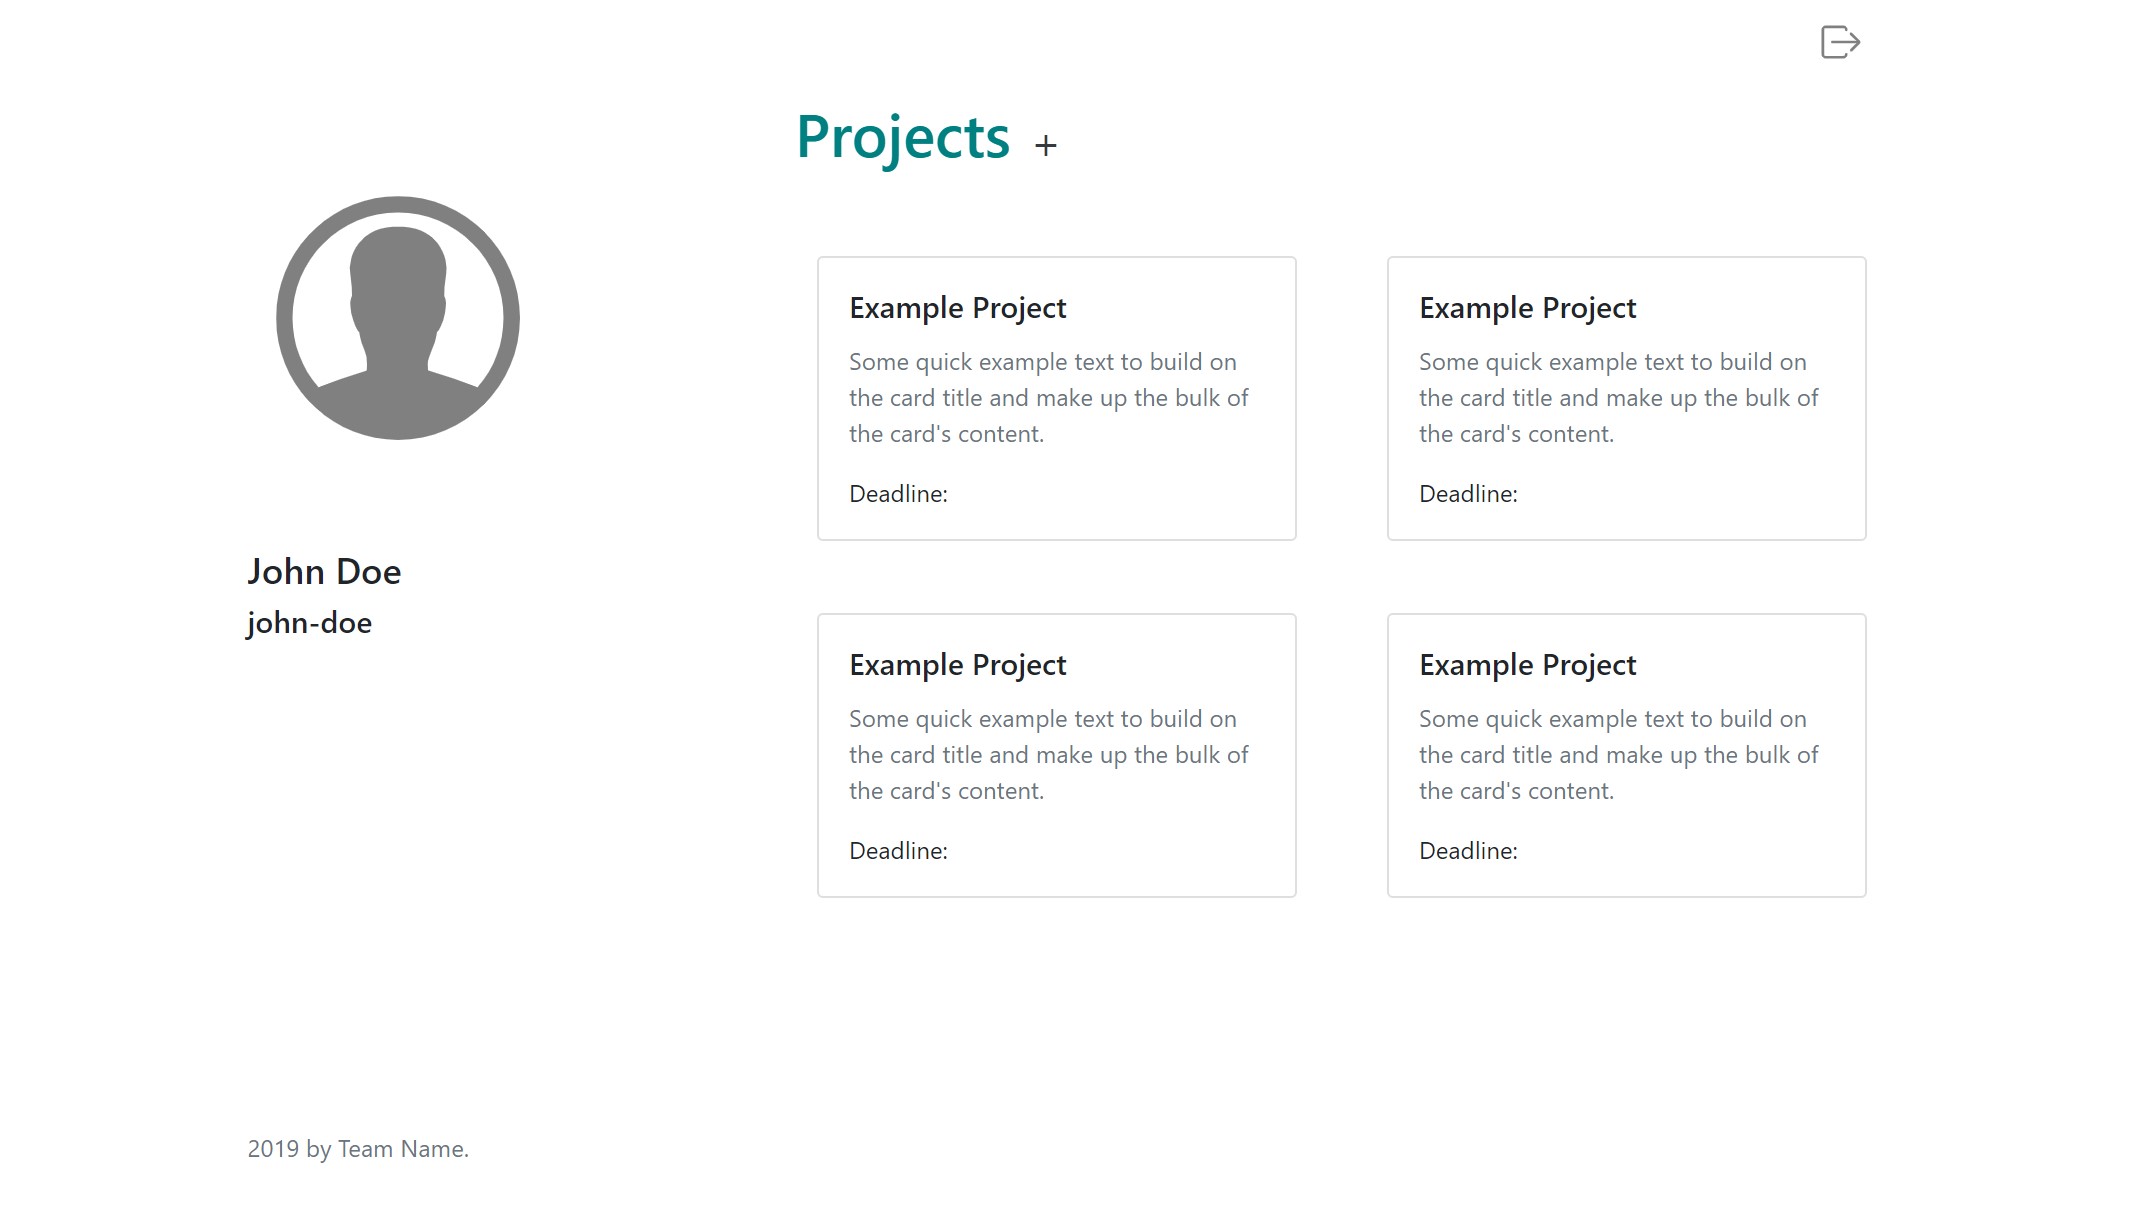 Projects +
Example Project
Some quick example text to build on
the card title and make up the bulk of
the card's content.
Deadline:
Example Project
Some quick example text to build on
the card title and make up the bulk of
the card's content.
Deadline:
John Doe
john-doe
Example Project
Some quick example text to build on
the card title and make up the bulk of
the card's content.
Deadline:
Example Project
Some quick example text to build on
the card title and make up the bulk of
the card's content.
Deadline:
2019 by Team Name.